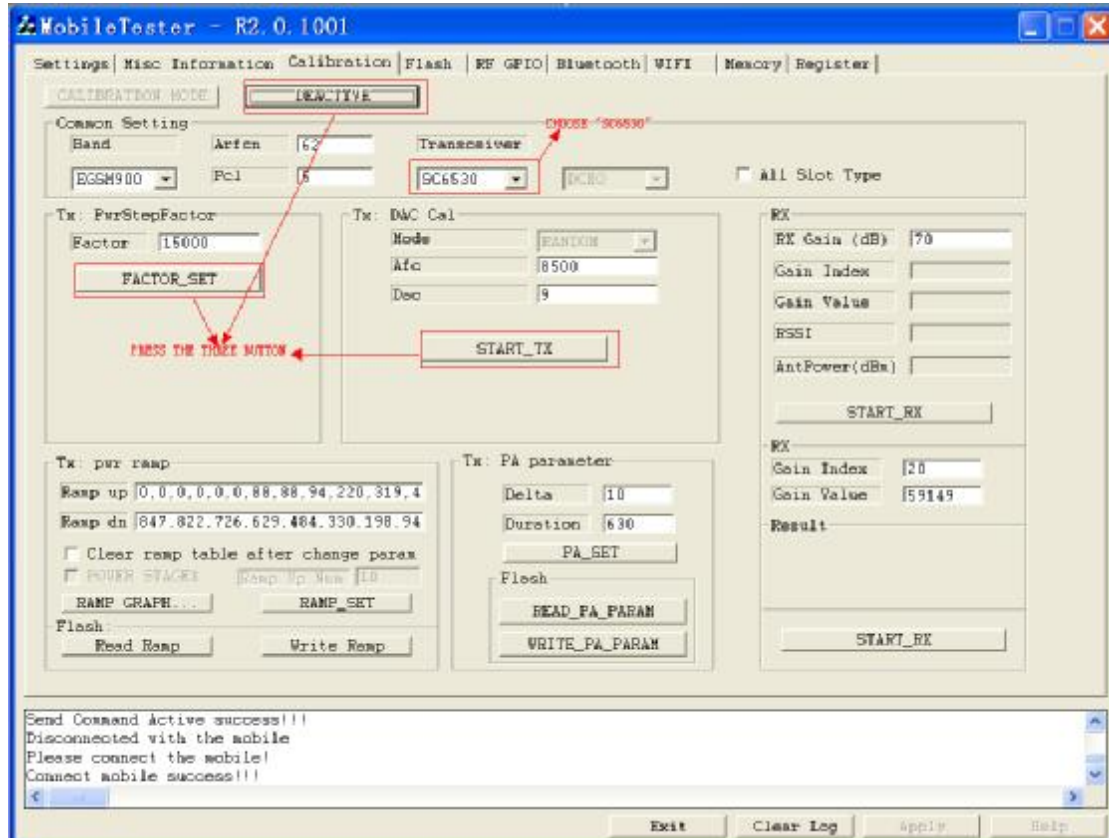 MobileTester - R2.0.1001
Settings Misc Information Calibration Flash RF GPIO Bluetooth WIFI Memory Register
CALIBRATION MODE DEACTIVE
Common Setting CHOOSE "SC6530"
Band Arfcn 62 Transceiver
EGSM900 Pcl 5 SC6530 DCXO All Slot Type
Tx: PwrStepFactor Tx: DAC Cal RX
Factor 15000 Mode RANDOM RX Gain (dB) 70
FACTOR_SET Afc 8500 Gain Index
Dac 9 Gain Value
PRESS THE THREE BUTTON START_TX RSSI
AntPower(dBm)
START_RX
Tx: pwr ramp Tx: PA parameter RX
Ramp up 0,0,0,0,0,0,88,88,94,220,319,4 Delta 10 Gain Index 20
Ramp dn 847.822.726.629.484.330.198.94 Duration 630 Gain Value 59149
Clear ramp table after change param PA_SET Result
POWER STAGES Ramp Up Num 10 Flash
RAMP GRAPH... RAMP_SET READ_PA_PARAM
Flash
Read Ramp Write Ramp WRITE_PA_PARAM START_RX
Send Command Active success!!!
Disconnected with the mobile
Please connect the mobile!
Connect mobile success!!!
Exit Clear Log Apply Help